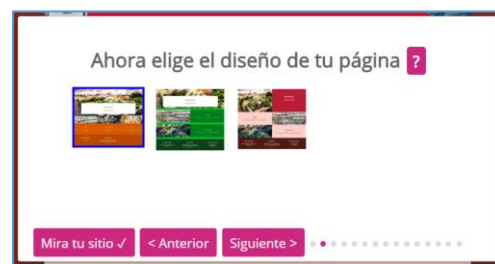 Ahora elige el diseño de tu página ?
Mira tu sitio ✓ < Anterior Siguiente >